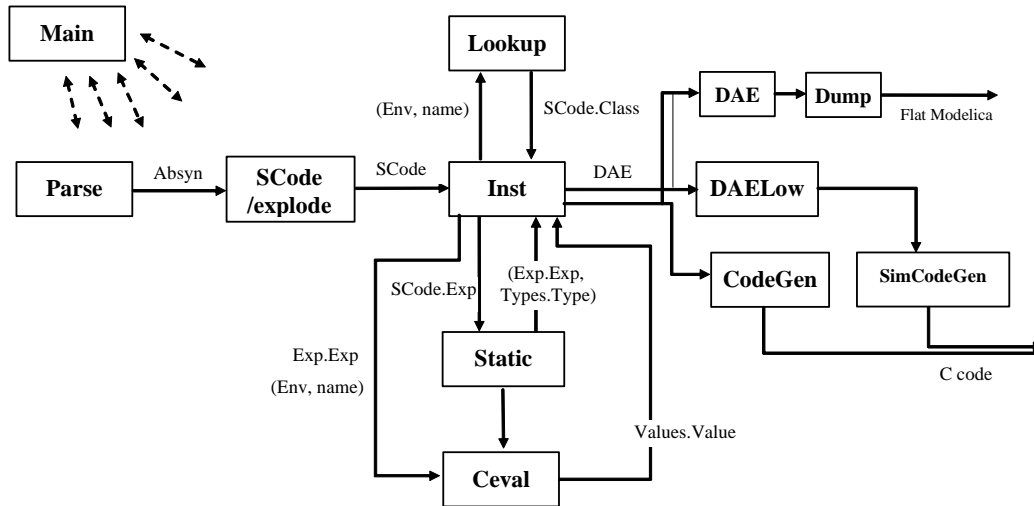 Main
Lookup
(Env, name)
SCode.Class
DAE
Dump
Flat Modelica
Parse
Absyn
SCode
/explode
SCode
Inst
DAE
DAELow
SCode.Exp
(Exp.Exp,
Types.Type)
CodeGen
SimCodeGen
Exp.Exp
(Env, name)
Static
C code
Values.Value
Ceval